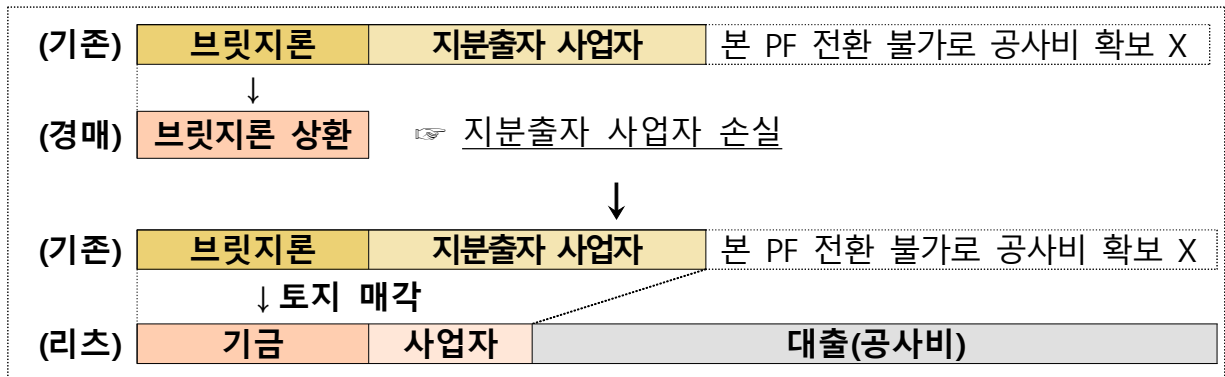 (기존) 브릿지론 지분출자 사업자 본 PF 전환 불가로 공사비 확보 X
↓
(경매) 브릿지론 상환 ☞ 지분출자 사업자 손실
↓
(기존) 브릿지론 지분출자 사업자 본 PF 전환 불가로 공사비 확보 X
↓토지 매각
(리츠) 기금 사업자 대출(공사비)